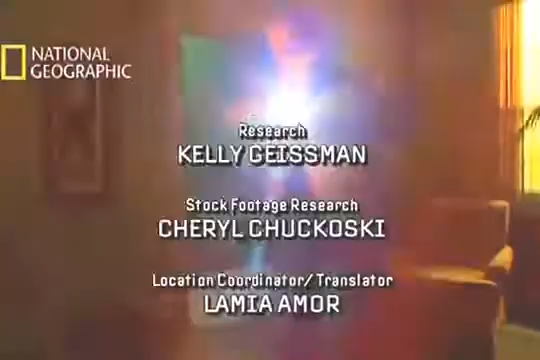 NATIONAL
GEOGRAPHIC
Research
KELLY GEISSMAN
Stock Footage Research
CHERYL CHUCKOSKI
Location Coordinator/Translator
LAMIA AMOR